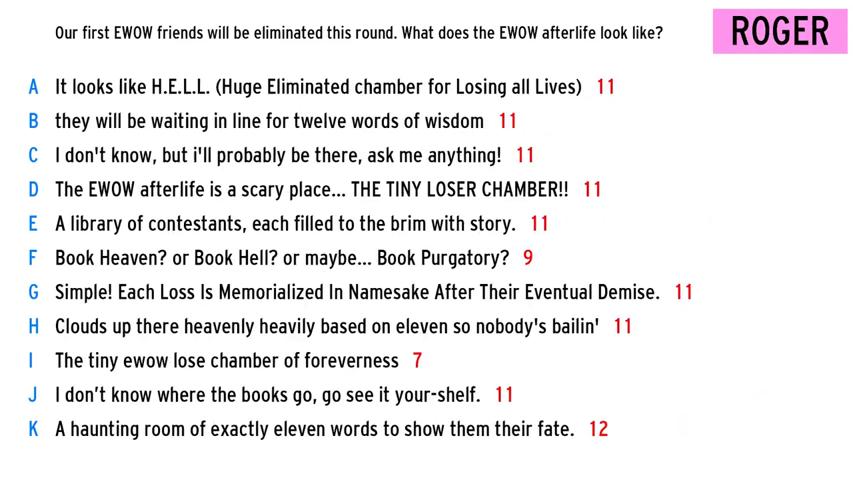 Our first EWOW friends will be eliminated this round. What does the EWOW afterlife look like?
ROGER
A It looks like H.E.L.L. (Huge Eliminated chamber for Losing all Lives) 11
B they will be waiting in line for twelve words of wisdom 11
C I don't know, but i'll probably be there, ask me anything! 11
D The EWOW afterlife is a scary place... THE TINY LOSER CHAMBER!! 11
E A library of contestants, each filled to the brim with story. 11
F Book Heaven? or Book Hell? or maybe... Book Purgatory? 9
G Simple! Each Loss Is Memorialized In Namesake After Their Eventual Demise. 11
H Clouds up there heavenly heavily based on eleven so nobody's bailin' 11
I The tiny ewow lose chamber of foreverness 7
J I don’t know where the books go, go see it your-shelf. 11
K A haunting room of exactly eleven words to show them their fate. 12